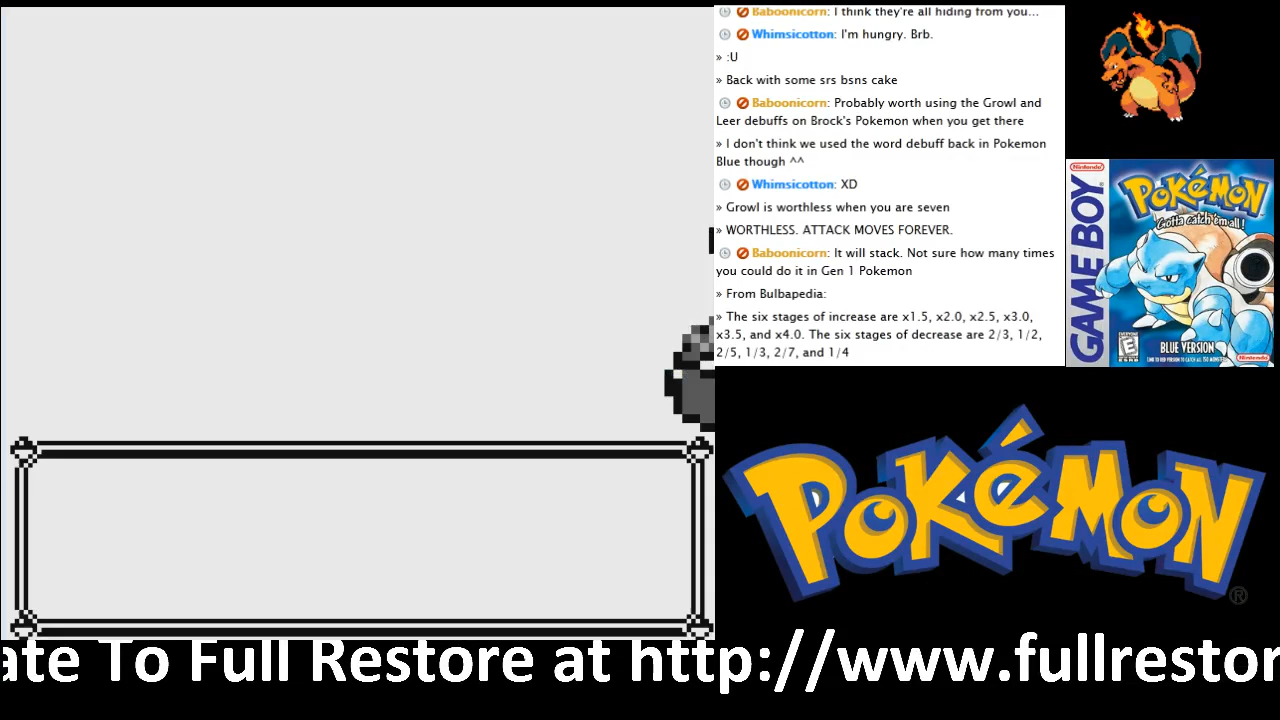 Baboonicorn: I think they're all hiding from you...
Whimsicotton: I'm hungry. Brb.
» :U
» Back with some srs bsns cake
Baboonicorn: Probably worth using the Growl and
Leer debuffs on Brock's Pokemon when you get there
» I don't think we used the word debuff back in Pokemon
Blue though ^^
Whimsicotton: XD
» Growl is worthless when you are seven
» WORTHLESS. ATTACK MOVES FOREVER.
Baboonicorn: It will stack. Not sure how many times
you could do it in Gen 1 Pokemon
» From Bulbapedia:
» The six stages of increase are x1.5, x2.0, x2.5, x3.0,
x3.5, and x4.0. The six stages of decrease are 2/3, 1/2,
2/5, 1/3, 2/7, and 1/4
Nintendo
GAME BOY
POKéMON
Gotta catch 'em all!
EVERYONE
E
BLUE VERSION
Nintendo
POKéMON
®
ate To Full Restore at http://www.fullrestor